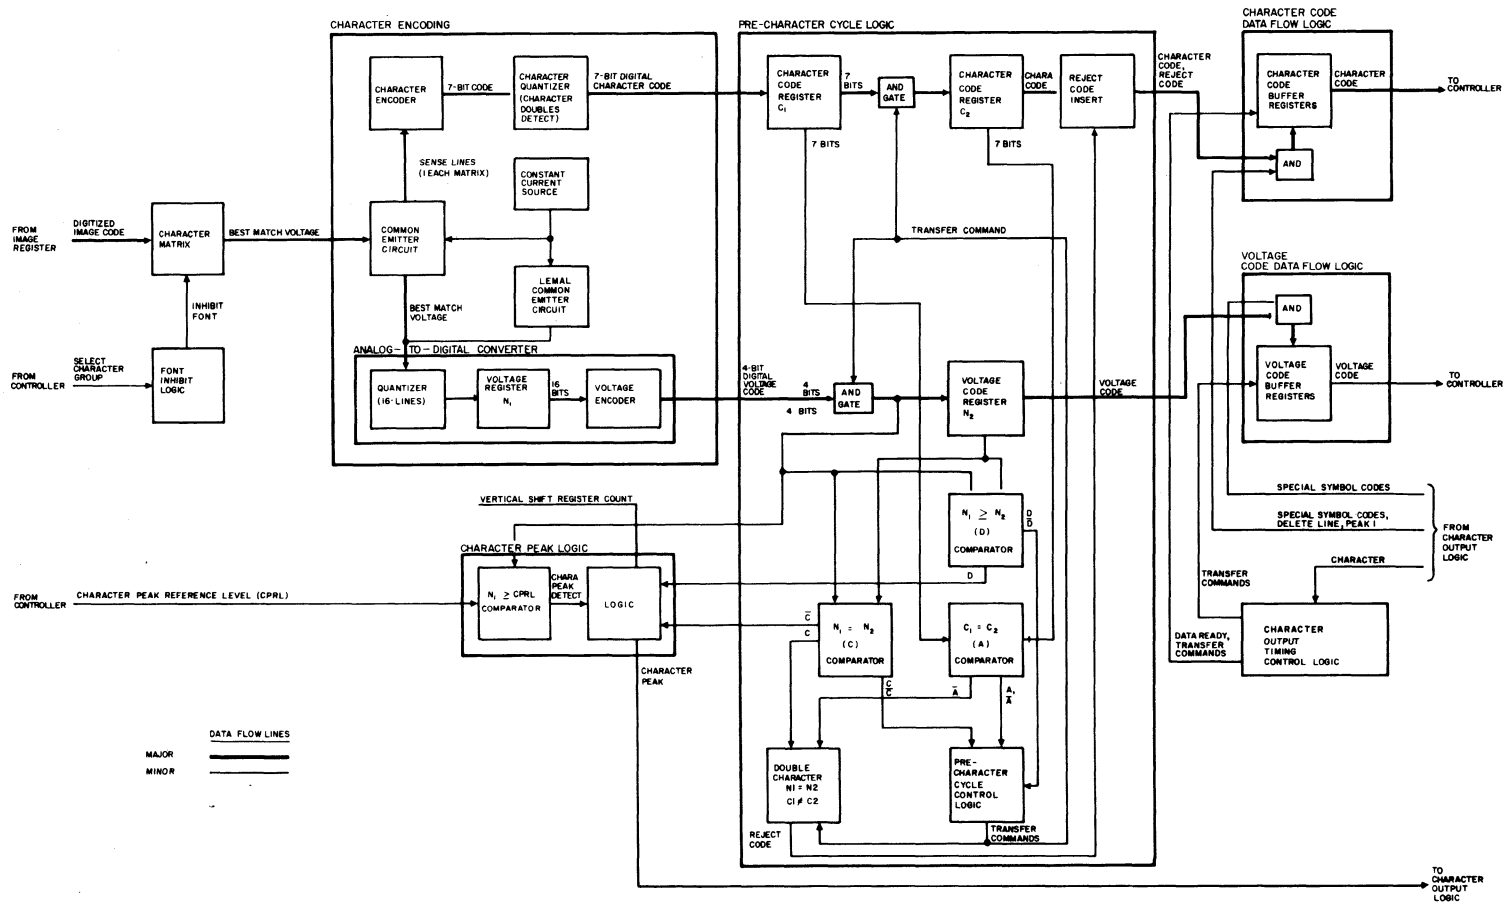 CHARACTER ENCODING
PRE-CHARACTER CYCLE LOGIC
CHARACTER CODE
DATA FLOW LOGIC
CHARACTER
ENCODER
7-BIT CODE
CHARACTER
QUANTIZER
(CHARACTER
DOUBLES
DETECT)
7-BIT DIGITAL
CHARACTER CODE
CHARACTER
CODE
REGISTER
C1
7
BITS
AND
GATE
CHARACTER
CODE
REGISTER
C2
CHARA
CODE
REJECT
CODE
INSERT
CHARACTER
CODE,
REJECT
CODE
CHARACTER
CODE
BUFFER
REGISTERS
CHARACTER
CODE
TO
CONTROLLER
7 BITS
7 BITS
AND
SENSE LINES
(1 EACH MATRIX)
CONSTANT
CURRENT
SOURCE
FROM
IMAGE
REGISTER
DIGITIZED
IMAGE CODE
CHARACTER
MATRIX
BEST MATCH VOLTAGE
COMMON
EMITTER
CIRCUIT
TRANSFER COMMAND
LEMAL
COMMON
EMITTER
CIRCUIT
BEST MATCH
VOLTAGE
INHIBIT
FONT
VOLTAGE
CODE DATA FLOW LOGIC
AND
FROM
CONTROLLER
SELECT
CHARACTER
GROUP
FONT
INHIBIT
LOGIC
ANALOG-TO-DIGITAL CONVERTER
QUANTIZER
(16-LINES)
VOLTAGE
REGISTER
N1
16
BITS
VOLTAGE
ENCODER
4-BIT
DIGITAL
VOLTAGE
CODE
4
BITS
4 BITS
AND
GATE
VOLTAGE
CODE
REGISTER
N2
VOLTAGE
CODE
VOLTAGE
CODE
BUFFER
REGISTERS
VOLTAGE
CODE
TO
CONTROLLER
VERTICAL SHIFT REGISTER COUNT
N1 ≥ N2
(D)
COMPARATOR
D
D̅
D
SPECIAL SYMBOL CODES
SPECIAL SYMBOL CODES,
DELETE LINE, PEAK 1
CHARACTER
FROM
CHARACTER
OUTPUT
LOGIC
CHARACTER PEAK LOGIC
FROM
CONTROLLER
CHARACTER PEAK REFERENCE LEVEL (CPRL)
N1 ≥ CPRL
COMPARATOR
CHARA
PEAK
DETECT
LOGIC
C̅
C
N1 = N2
(C)
COMPARATOR
C1 = C2
(A)
COMPARATOR
TRANSFER
COMMANDS
DATA READY,
TRANSFER
COMMANDS
CHARACTER
OUTPUT
TIMING
CONTROL LOGIC
CHARACTER
PEAK
C
C̅
A̅
A,
A̅
DATA FLOW LINES
MAJOR
MINOR
DOUBLE
CHARACTER
N1 = N2
C1 ≠ C2
PRE-
CHARACTER
CYCLE
CONTROL
LOGIC
REJECT
CODE
TRANSFER
COMMANDS
TO
CHARACTER
OUTPUT
LOGIC